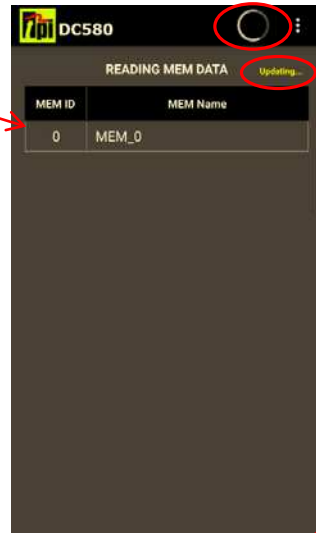 tpi DC580
READING MEM DATA Updating...
MEM ID MEM Name
0 MEM_0